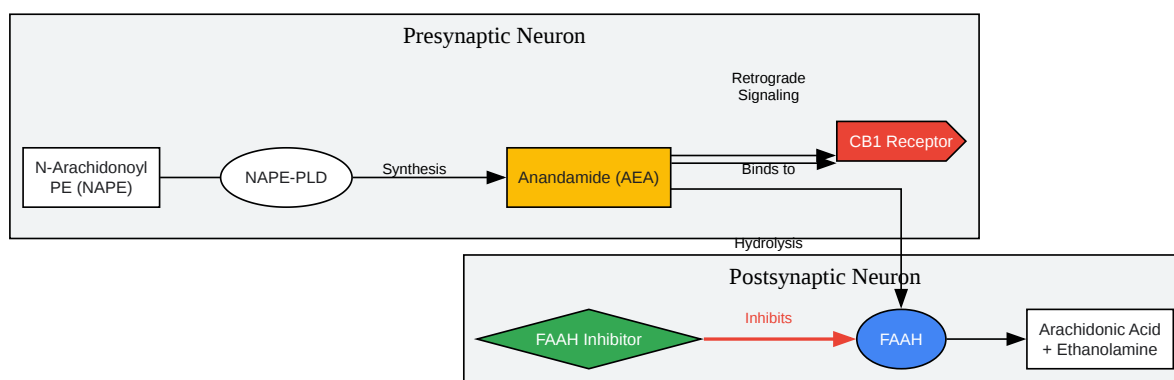 Presynaptic Neuron
Retrograde
Signaling
CB1 Receptor
N-Arachidonoyl
PE (NAPE)
NAPE-PLD
Synthesis
Anandamide (AEA)
Binds to
Hydrolysis
Postsynaptic Neuron
FAAH Inhibitor
Inhibits
FAAH
Arachidonic Acid
+ Ethanolamine